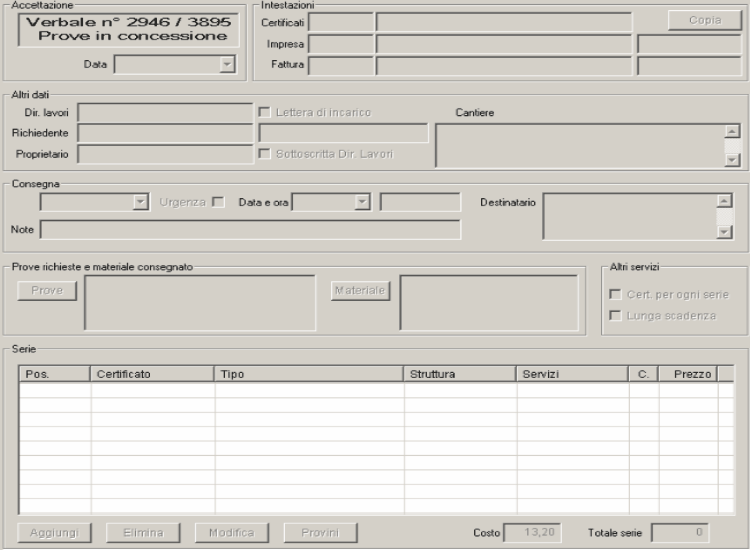 Accettazione
Verbale n° 2946 / 3895
Prove in concessione
Data
Intestazioni
Certificati
Copia
Impresa
Fattura
Altri dati
Dir. lavori
Lettera di incarico
Cantiere
Richiedente
Proprietario
Sottoscritta Dir. Lavori
Consegna
Urgenza
Data e ora
Destinatario
Note
Prove richieste e materiale consegnato
Prove
Materiale
Altri servizi
Cert. per ogni serie
Lunga scadenza
Serie
Pos. Certificato Tipo Struttura Servizi C. Prezzo
Aggiungi Elimina Modifica Provini Costo 13,20 Totale serie 0